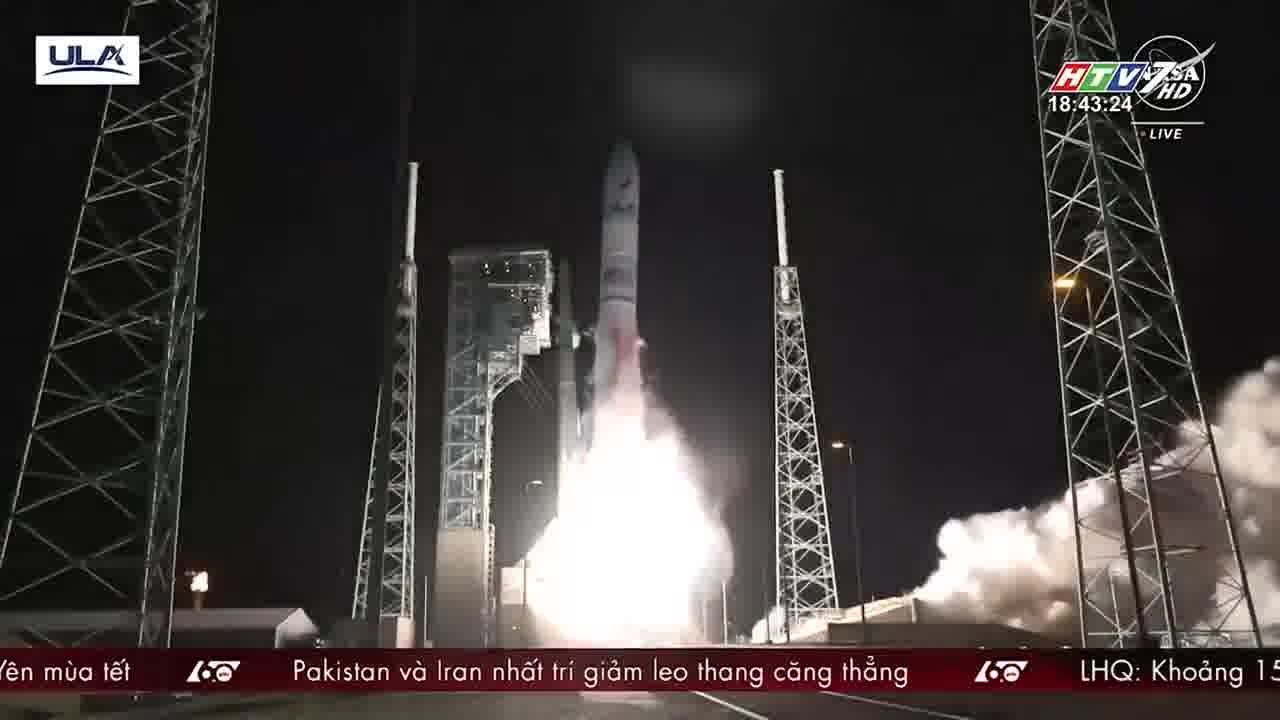 ULA
HTV7
HD
18:43:24
LIVE
Yên mùa tết
Pakistan và Iran nhất trí giảm leo thang căng thẳng
LHQ: Khoảng 15